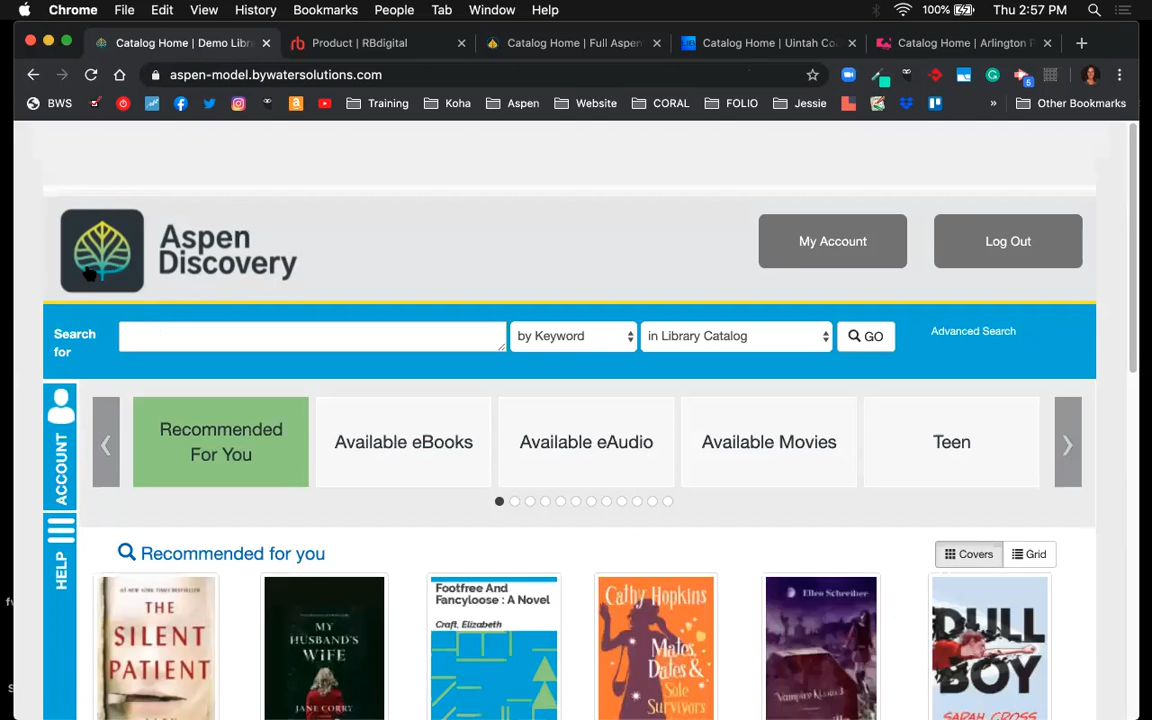 Chrome File Edit View History Bookmarks People Tab Window Help 100% Thu 2:57 PM
Catalog Home | Demo Libr Product | RBdigital Catalog Home | Full Aspen Catalog Home | Uintah Co Catalog Home | Arlington P
aspen-model.bywatersolutions.com 5
BWS Training Koha Aspen Website CORAL FOLIO Jessie » Other Bookmarks
Aspen
Discovery
My Account
Log Out
Search
for
by Keyword
in Library Catalog
GO
Advanced Search
ACCOUNT
HELP
Recommended
For You
Available eBooks
Available eAudio
Available Movies
Teen
Recommended for you
Covers
Grid
THE
SILENT
PATIENT
MY
HUSBAND'S
WIFE
JANE CORRY
Footfree And
Fancyloose : A Novel
Craft, Elizabeth
Cathy Hopkins
Mates,
Dates &
Sole
Survivors
Ellen Schreiber
DULL
BOY
SARAH CROSS